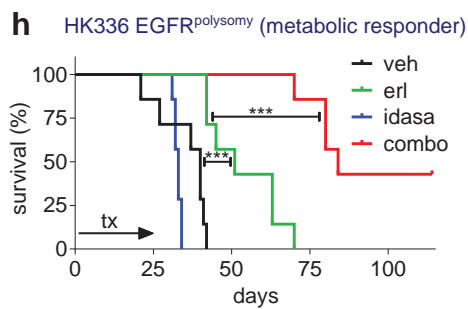 h HK336 EGFRpolysomy (metabolic responder)
veh
erl
idasa
combo
survival (%)
100
75
50
25
0
***
***
tx
0 25 50 75 100
days